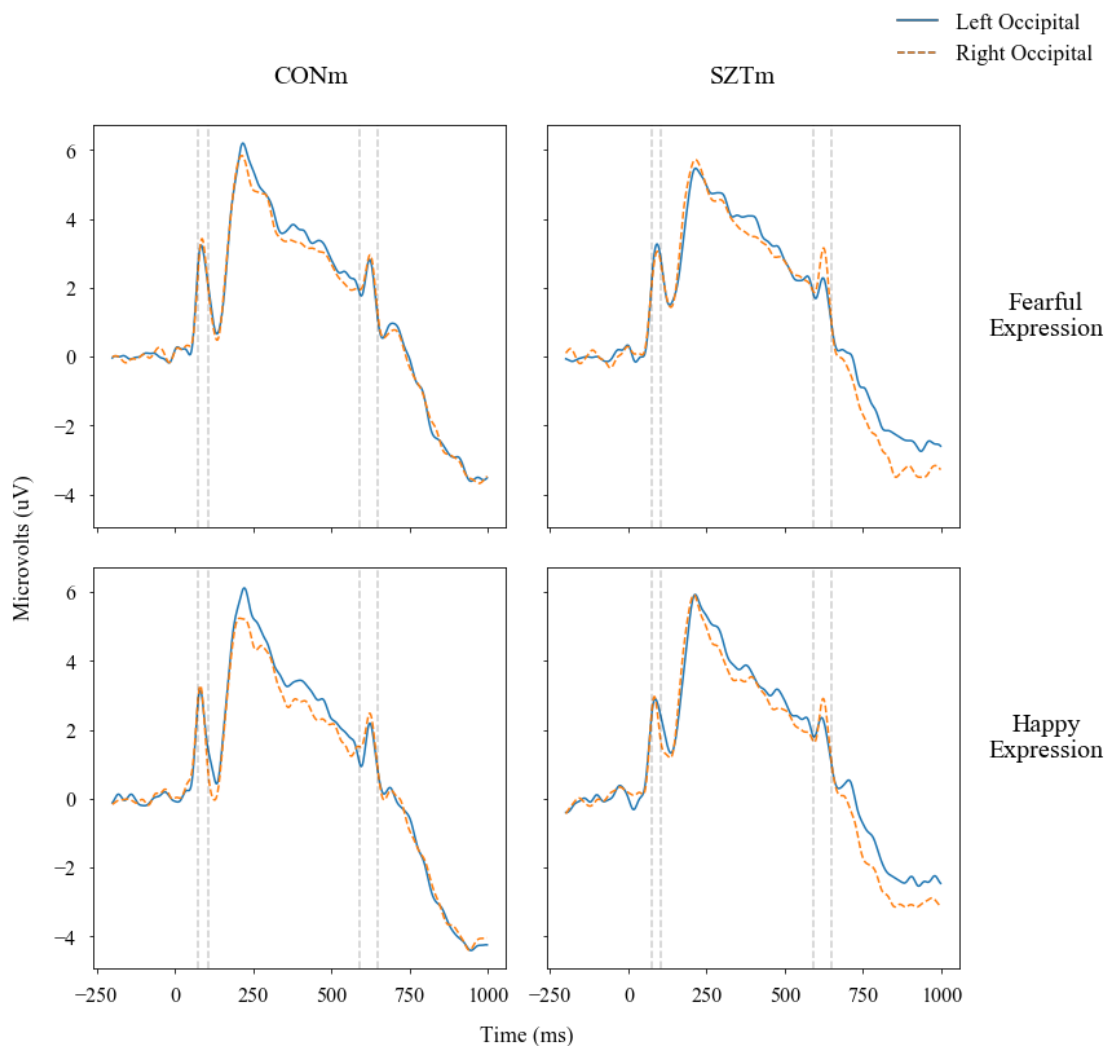 Left Occipital
Right Occipital
CONm
SZTm
6
4
2
0
−2
−4
Fearful
Expression
Microvolts (uV)
6
4
2
0
−2
−4
Happy
Expression
−250 0 250 500 750 1000
−250 0 250 500 750 1000
Time (ms)